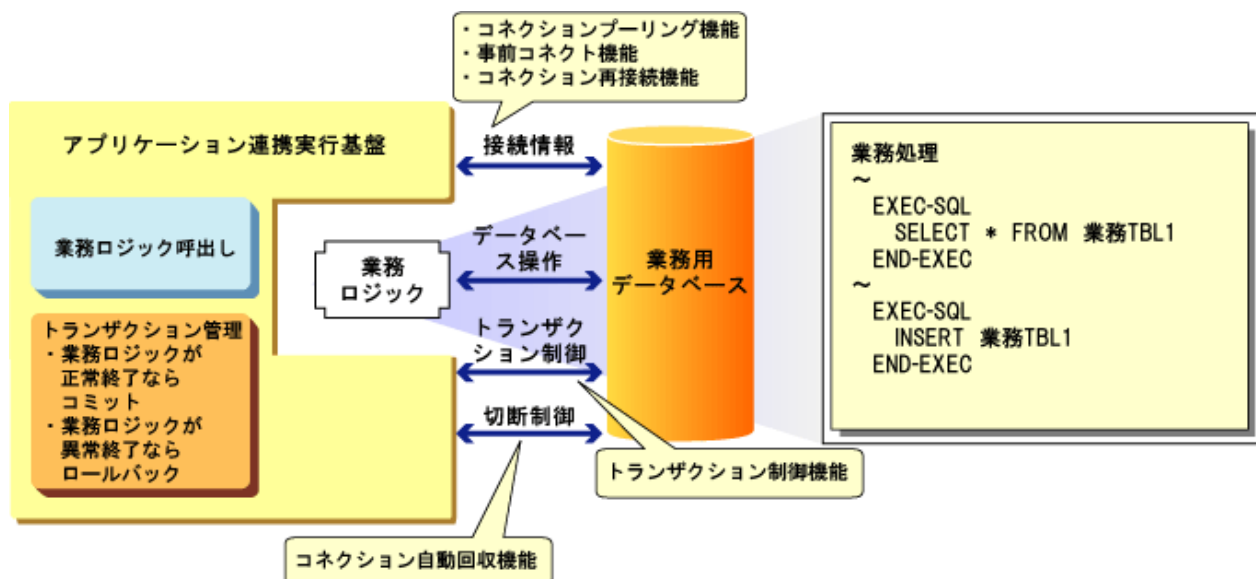 ・コネクションプーリング機能
・事前コネクト機能
・コネクション再接続機能
アプリケーション連携実行基盤
接続情報
業務ロジック呼出し
業務
ロジック
データベー
ス操作
業務用
データベース
トランザクション管理
・業務ロジックが
正常終了なら
コミット
・業務ロジックが
異常終了なら
ロールバック
トランザク
ション制御
切断制御
トランザクション制御機能
コネクション自動回収機能
業務処理
～
EXEC-SQL
SELECT * FROM 業務TBL1
END-EXEC
～
EXEC-SQL
INSERT 業務TBL1
END-EXEC